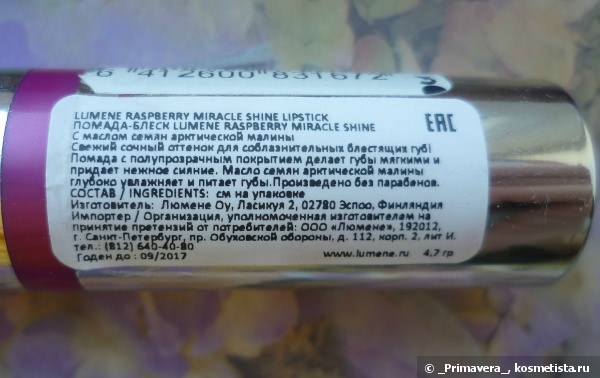 6 412600 831672
LUMENE RASPBERRY MIRACLE SHINE LIPSTICK
ПОМАДА-БЛЕСК LUMENE RASPBERRY MIRACLE SHINE
С маслом семян арктической малины
Свежий сочный оттенок для соблазнительных блестящих губ!
Помада с полупрозрачным покрытием делает губы мягкими и
придает нежное сияние. Масло семян арктической малины
глубоко увлажняет и питает губы.Произведено без парабенов.
СОСТАВ / INGREDIENTS: см на упаковке
Изготовитель: Люмене Оу, Ласикуя 2, 02780 Эспоо, Финляндия
Импортер / Организация, уполномоченная изготовителем на
принятие претензий от потребителей: ООО «Люмене», 192012,
г. Санкт-Петербург, пр. Обуховской обороны, д. 112, корп. 2, лит И.
тел.: (812) 640-40-80
Годен до : 09/2017 www.lumene.ru 4,7 гр
EAC
© _Primavera_, kosmetista.ru